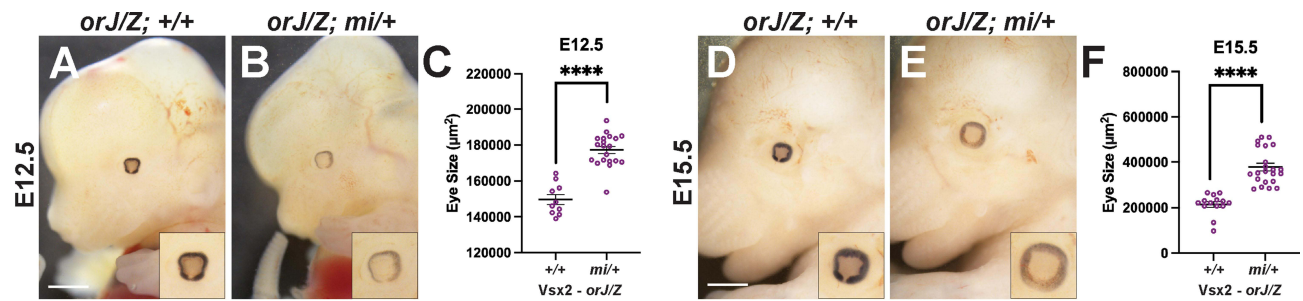 orJ/Z; +/+
orJ/Z; mi/+
A
B
E12.5
C
E12.5
****
Eye Size (μm²)
220000
200000
180000
160000
140000
120000
+/+
mi/+
Vsx2 - orJ/Z
orJ/Z; +/+
orJ/Z; mi/+
D
E
E15.5
F
E15.5
****
Eye Size (μm²)
800000
600000
400000
200000
0
+/+
mi/+
Vsx2 - orJ/Z